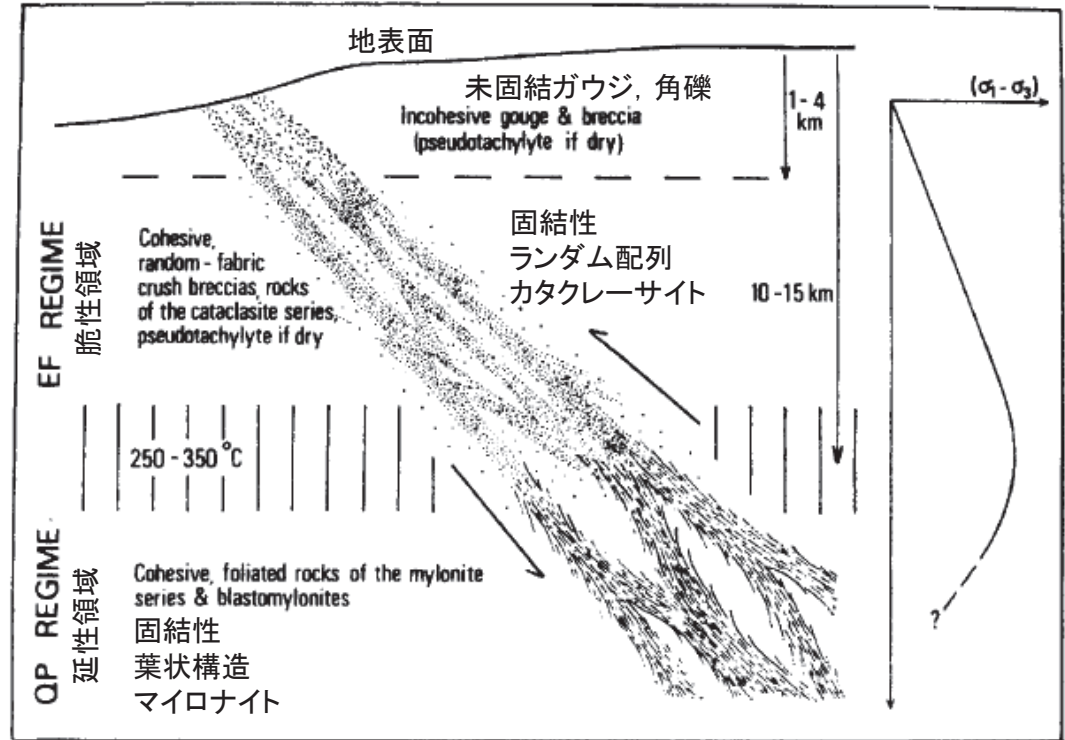 地表面
未固結ガウジ, 角礫
Incohesive gouge & breccia
(pseudotachylyte if dry)
1-4
km
(σ1 - σ3)
EF REGIME
脆性領域
Cohesive,
random - fabric
crush breccias, rocks
of the cataclasite series,
pseudotachylyte if dry
固結性
ランダム配列
カタクレーサイト
10-15 km
250-350°C
QP REGIME
延性領域
Cohesive, foliated rocks of the mylonite
series & blastomylonites
固結性
葉状構造
マイロナイト
?